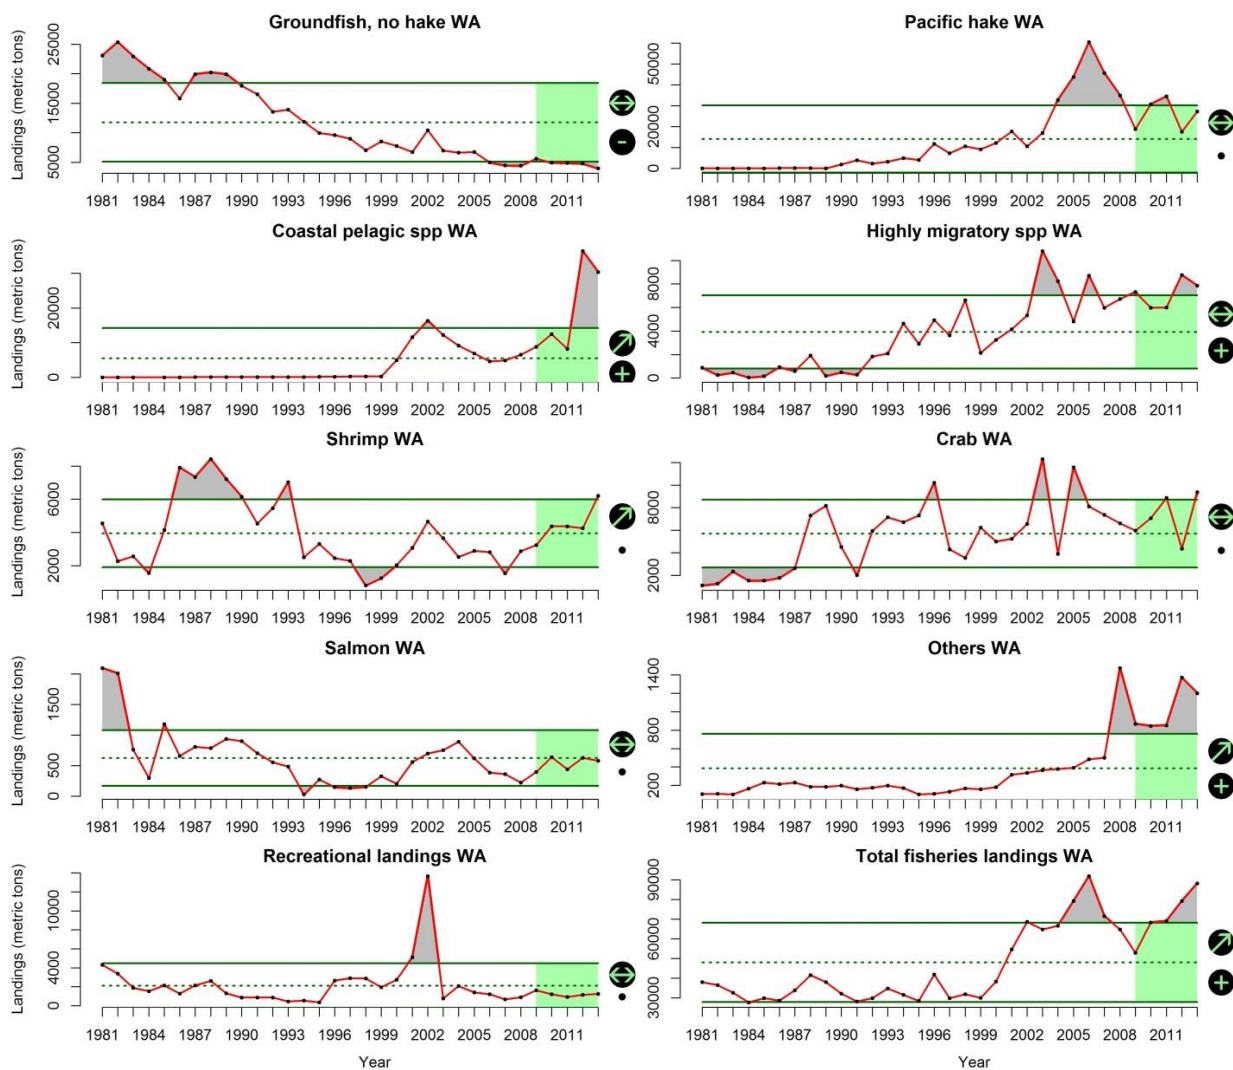 Groundfish, no hake WA
Landings (metric tons)
25000
15000
5000
1981 1984 1987 1990 1993 1996 1999 2002 2005 2008 2011
Pacific hake WA
50000
20000
0
1981 1984 1987 1990 1993 1996 1999 2002 2005 2008 2011
Coastal pelagic spp WA
Landings (metric tons)
20000
0
1981 1984 1987 1990 1993 1996 1999 2002 2005 2008 2011
Highly migratory spp WA
8000
4000
0
1981 1984 1987 1990 1993 1996 1999 2002 2005 2008 2011
Shrimp WA
Landings (metric tons)
6000
2000
1981 1984 1987 1990 1993 1996 1999 2002 2005 2008 2011
Crab WA
8000
2000
1981 1984 1987 1990 1993 1996 1999 2002 2005 2008 2011
Salmon WA
Landings (metric tons)
1500
500
0
1981 1984 1987 1990 1993 1996 1999 2002 2005 2008 2011
Others WA
1400
800
200
1981 1984 1987 1990 1993 1996 1999 2002 2005 2008 2011
Recreational landings WA
Landings (metric tons)
10000
4000
0
1981 1984 1987 1990 1993 1996 1999 2002 2005 2008 2011
Year
Total fisheries landings WA
90000
60000
30000
1981 1984 1987 1990 1993 1996 1999 2002 2005 2008 2011
Year